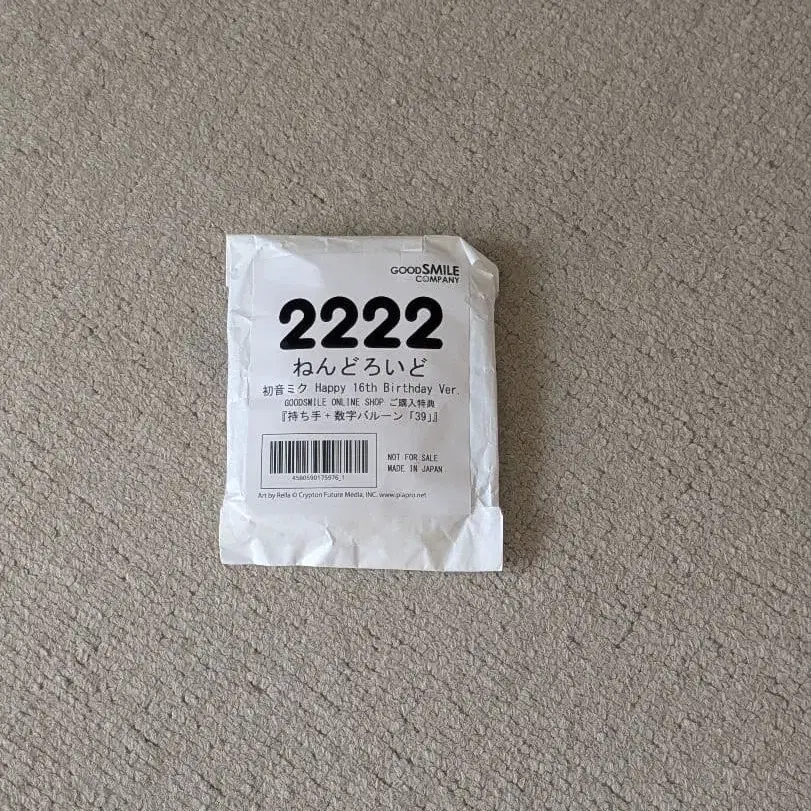 GOODSMILE
COMPANY
2222
ねんどろいど
初音ミク Happy 16th Birthday Ver.
GOODSMILE ONLINE SHOP ご購入特典
『持ち手+数字バルーン「39」』
4580590175976_1
NOT FOR SALE
MADE IN JAPAN
Art by Rella © Crypton Future Media, INC. www.piapro.net